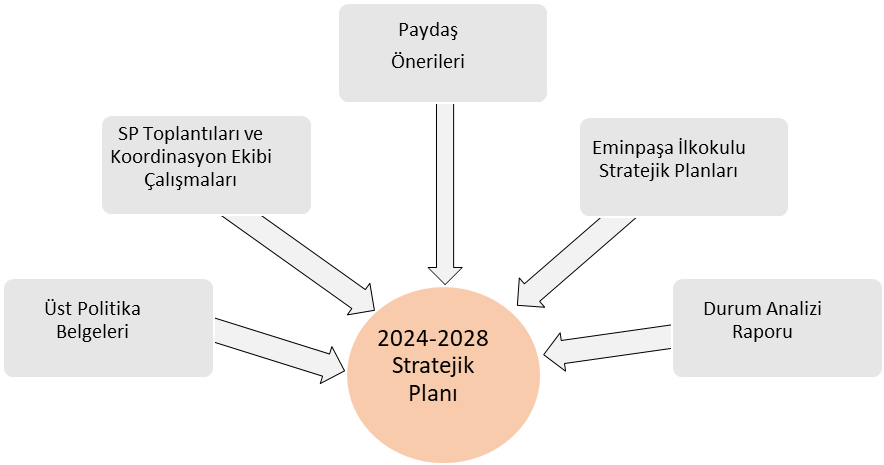 Paydaş
Önerileri
SP Toplantıları ve
Koordinasyon Ekibi
Çalışmaları
Eminpaşa İlkokulu
Stratejik Planları
Üst Politika
Belgeleri
Durum Analizi
Raporu
2024-2028
Stratejik
Planı